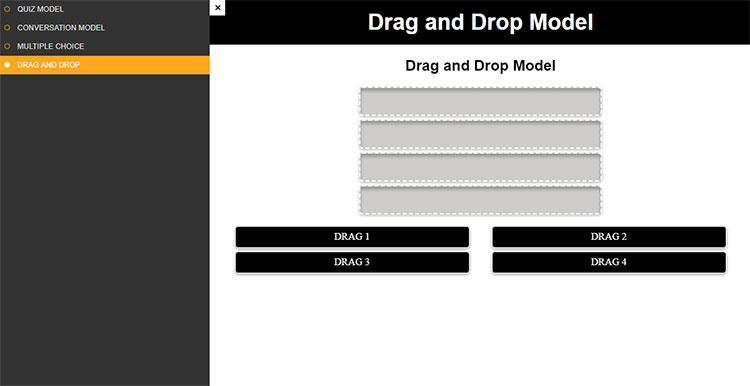 QUIZ MODEL
CONVERSATION MODEL
MULTIPLE CHOICE
DRAG AND DROP
×
Drag and Drop Model
Drag and Drop Model
DRAG 1
DRAG 2
DRAG 3
DRAG 4